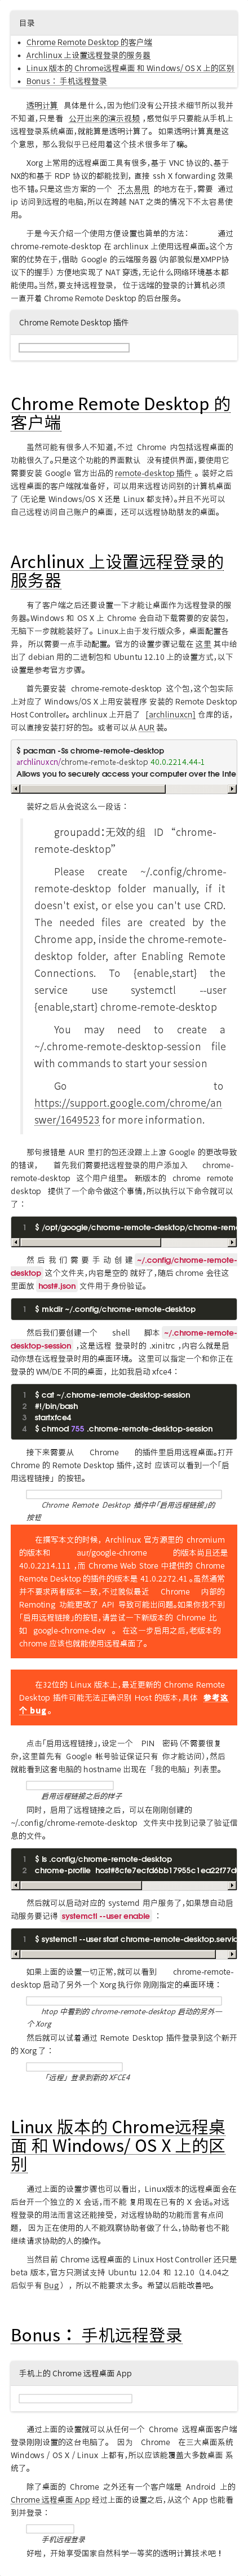 目录
Chrome Remote Desktop 的客户端
Archlinux 上设置远程登录的服务器
Linux 版本的 Chrome远程桌面 和 Windows/ OS X 上的区别
Bonus： 手机远程登录
透明计算 具体是什么,因为他们没有公开技术细节所以我并
不知道,只是看 公开出来的演示视频 ,感觉似乎只要能从手机上
远程登录系统桌面,就能算是透明计算了。 如果透明计算真是这
个意思，那么我似乎已经用着这个技术很多年了嘛。
Xorg 上常用的远程桌面工具有很多,基于 VNC 协议的、基于
NX的和基于 RDP 协议的都能找到，直接 ssh X forwarding 效果
也不错。只是这些方案的一个 不太易用 的地方在于,需要 通过
ip 访问到远程的电脑,所以在跨越 NAT 之类的情况下不太容易使
用。
于是今天介绍一个使用方便设置也简单的方法： 通过
chrome-remote-desktop 在 archlinux 上使用远程桌面。这个方
案的优势在于,借助 Google 的云端服务器（内部貌似是XMPP协
议下的握手） 方便地实现了 NAT 穿透,无论什么网络环境基本都
能使用。当然,要支持远程登录， 位于远端的登录的计算机必须
一直开着 Chrome Remote Desktop 的后台服务。
Chrome Remote Desktop 插件
Chrome Remote Desktop 的
客户端
虽然可能有很多人不知道,不过 Chrome 内包括远程桌面的
功能很久了。只是这个功能的界面默认 没有提供界面,要使用它
需要安装 Google 官方出品的 remote-desktop 插件 。 装好之后
远程桌面的客户端就准备好，可以用来远程访问别的计算机桌面
了（无论是 Windows/OS X 还是 Linux 都支持）。并且不光可以
自己远程访问自己账户的桌面，还可以远程协助朋友的桌面。
Archlinux 上设置远程登录的
服务器
有了客户端之后还要设置一下才能让桌面作为远程登录的服
务器。Windows 和 OS X 上 Chrome 会自动下载需要的安装包，
无脑下一步就能装好了。 Linux上由于发行版众多，桌面配置各
异， 所以需要一点手动配置。官方的设置步骤记载在 这里 其中给
出了 debian 用的二进制包和 Ubuntu 12.10 上的设置方式,以下
设置是参考官方步骤。
首先要安装 chrome-remote-desktop 这个包,这个包实际
上对应了 Windows/OS X 上用安装程序 安装的 Remote Desktop
Host Controller。 archlinux 上开启了 [archlinuxcn] 仓库的话,可
以直接安装打好的包。或者可以从 AUR 装。
$ pacman -Ss chrome-remote-desktop
archlinuxcn/chrome-remote-desktop 40.0.2214.44-1
Allows you to securely access your computer over the Inte
装好之后从会说这么一段话：
groupadd：无效的组 ID “chrome-
remote-desktop”
Please create ~/.config/chrome-
remote-desktop folder manually, if it
doesn't exist, or else you can't use CRD.
The needed files are created by the
Chrome app, inside the chrome-remote-
desktop folder, after Enabling Remote
Connections. To {enable,start} the
service use systemctl --user
{enable,start} chrome-remote-desktop
You may need to create a
~/.chrome-remote-desktop-session file
with commands to start your session
Go to
https://support.google.com/chrome/an
swer/1649523 for more information.
那句报错是 AUR 里打的包还没跟上上游 Google 的更改导致
的错误， 首先我们需要把远程登录的用户添加入 chrome-
remote-desktop 这个用户组里。 新版本的 chrome remote
desktop 提供了一个命令做这个事情,所以执行以下命令就可以
了：
1 $ /opt/google/chrome-remote-desktop/chrome-remo
然后我们需要手动创建 ~/.config/chrome-remote-
desktop 这个文件夹,内容是空的 就好了,随后 chrome 会往这
里面放 host#.json 文件用于身份验证。
1 $ mkdir ~/.config/chrome-remote-desktop
然后我们要创建一个 shell 脚本 ~/.chrome-remote-
desktop-session ,这是远程 登录时的 .xinitrc ,内容么就是启
动你想在远程登录时用的桌面环境。 这里可以指定一个和你正在
登录的 WM/DE 不同的桌面，比如我启动 xfce4：
1 $ cat ~/.chrome-remote-desktop-session
2 #!/bin/bash
3 startxfce4
4 $ chmod 755 .chrome-remote-desktop-session
接下来需要从 Chrome 的插件里启用远程桌面。打开
Chrome 的 Remote Desktop 插件,这时 应该可以看到一个「启
用远程链接」的按钮。
Chrome Remote Desktop 插件中「启用远程链接」的
按钮
在撰写本文的时候， Archlinux 官方源里的 chromium
的版本和 aur/google-chrome 的版本尚且还是
40.0.2214.111 ,而 Chrome Web Store 中提供的 Chrome
Remote Desktop 的插件的版本是 41.0.2272.41 。虽然通常
并不要求两者版本一致,不过貌似最近 Chrome 内部的
Remoting 功能更改了 API 导致可能出问题。如果你找不到
「启用远程链接」的按钮,请尝试一下新版本的 Chrome 比
如 google-chrome-dev 。 在这一步启用之后,老版本的
chrome 应该也就能使用远程桌面了。
在32位的 Linux 版本上,最近更新的 Chrome Remote
Desktop 插件可能无法正确识别 Host 的版本,具体 参考这
个 bug 。
点击「启用远程链接」,设定一个 PIN 密码（不需要很复
杂,这里首先有 Google 帐号验证保证只有 你才能访问）,然后
就能看到这套电脑的 hostname 出现在「我的电脑」列表里。
启用远程链接之后的样子
同时，启用了远程链接之后，可以在刚刚创建的
~/.config/chrome-remote-desktop 文件夹中找到记录了验证信
息的文件。
1 $ ls .config/chrome-remote-desktop
2 chrome-profile host#8cfe7ecfd6bb17955c1ea22f77d
然后就可以启动对应的 systemd 用户服务了,如果想自动启
动服务要记得 systemctl --user enable ：
1 $ systemctl --user start chrome-remote-desktop.servic
如果上面的设置一切正常,就可以看到 chrome-remote-
desktop 启动了另外一个 Xorg 执行你 刚刚指定的桌面环境：
htop 中看到的 chrome-remote-desktop 启动的另外一
个 Xorg
然后就可以试着通过 Remote Desktop 插件登录到这个新开
的 Xorg 了：
「远程」登录到新的 XFCE4
Linux 版本的 Chrome远程桌
面 和 Windows/ OS X 上的区
别
通过上面的设置步骤也可以看出，Linux版本的远程桌面会在
后台开一个独立的 X 会话,而不能 复用现在已有的 X 会话。对远
程登录的用法而言这还能接受，对远程协助的功能而言有点问
题， 因为正在使用的人不能观察协助者做了什么,协助者也不能
继续请求协助的人的操作。
当然目前 Chrome 远程桌面的 Linux Host Controller 还只是
beta 版本,官方只测试支持 Ubuntu 12.04 和 12.10（14.04之
后似乎有 Bug ），所以不能要求太多。希望以后能改善吧。
Bonus： 手机远程登录
手机上的 Chrome 远程桌面 App
通过上面的设置就可以从任何一个 Chrome 远程桌面客户端
登录刚刚设置的这台电脑了。 因为 Chrome 在三大桌面系统
Windows / OS X / Linux 上都有,所以应该能覆盖大多数桌面 系
统了。
除了桌面的 Chrome 之外还有一个客户端是 Android 上的
Chrome 远程桌面 App 经过上面的设置之后,从这个 App 也能看
到并登录：
手机远程登录
好啦，开始享受国家自然科学一等奖的透明计算技术吧！